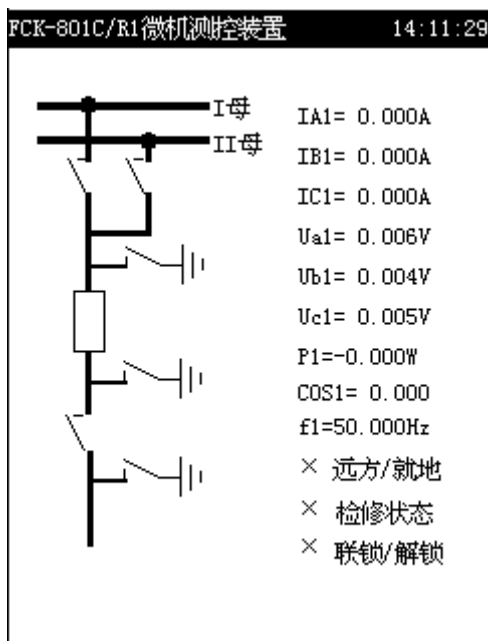 FCK-801C/R1微机测控装置 14:11:29
I母
II母
IA1= 0.000A
IB1= 0.000A
IC1= 0.000A
Ua1= 0.006V
Ub1= 0.004V
Uc1= 0.005V
P1=-0.000W
COS1= 0.000
f1=50.000Hz
× 远方/就地
× 检修状态
× 联锁/解锁